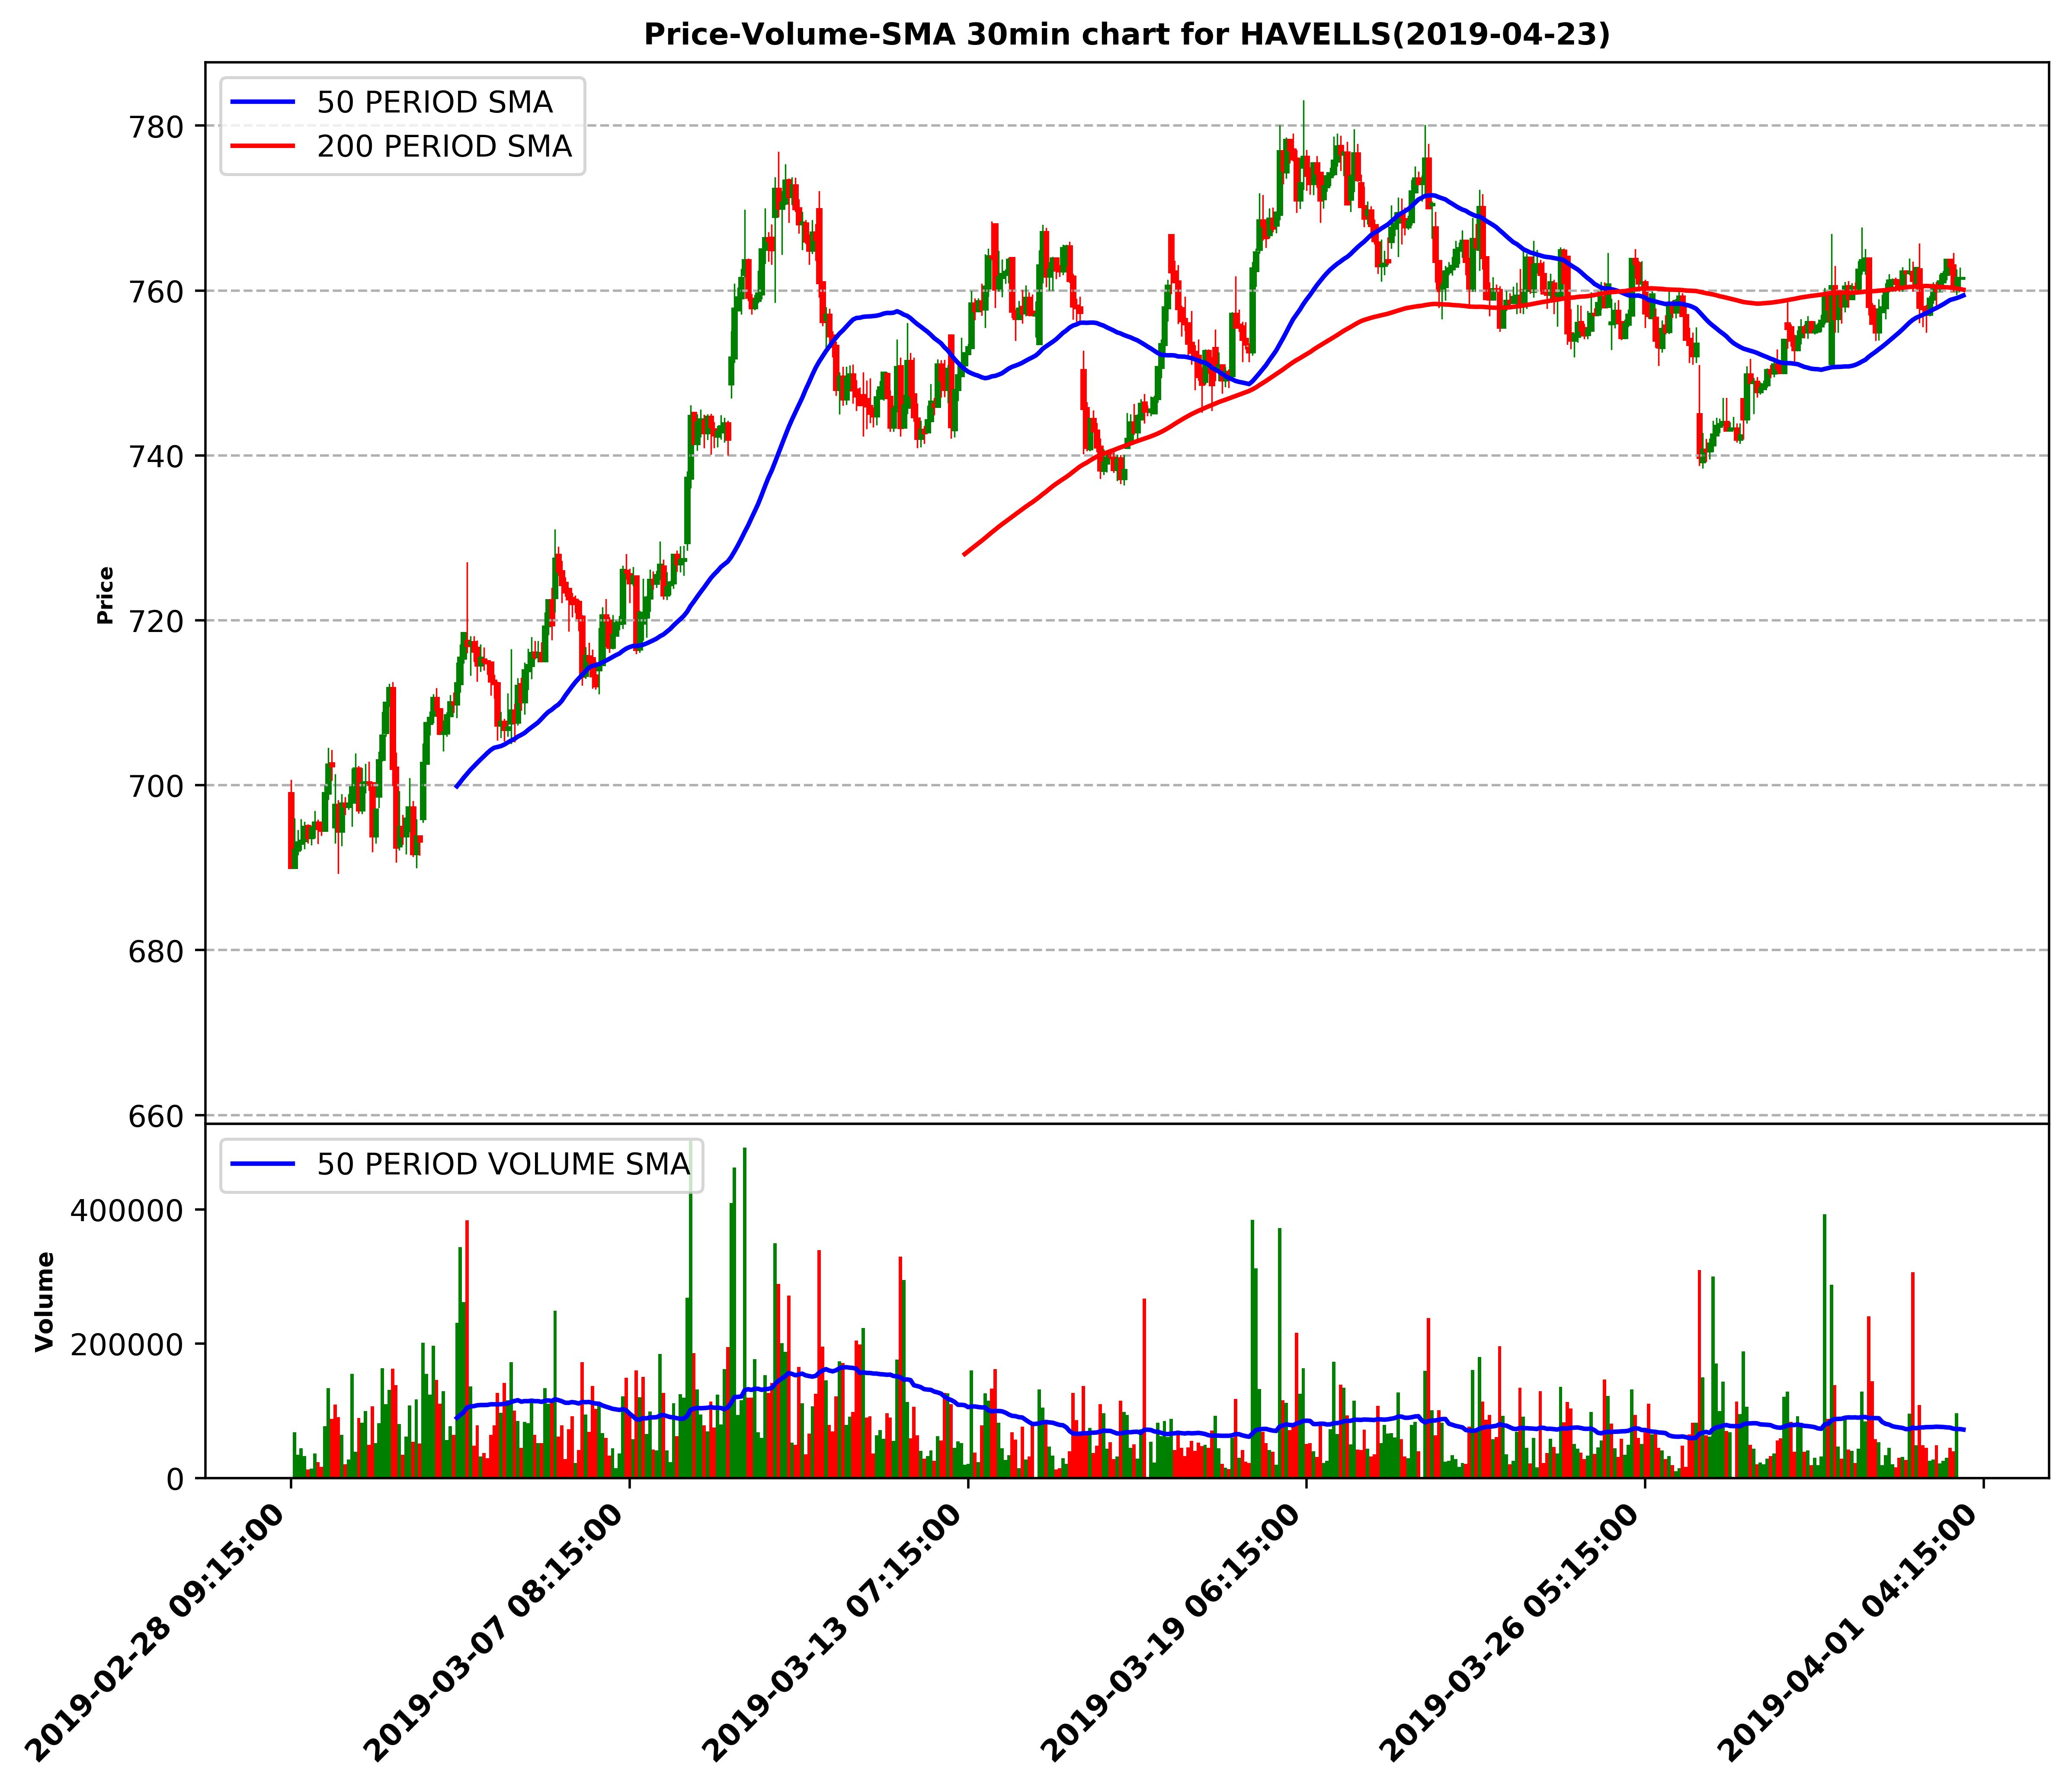 Price-Volume-SMA 30min chart for HAVELLS(2019-04-23)
50 PERIOD SMA
200 PERIOD SMA
780
760
740
720
700
680
660
Price
50 PERIOD VOLUME SMA
400000
200000
0
Volume
2019-02-28 09:15:00
2019-03-07 08:15:00
2019-03-13 07:15:00
2019-03-19 06:15:00
2019-03-26 05:15:00
2019-04-01 04:15:00